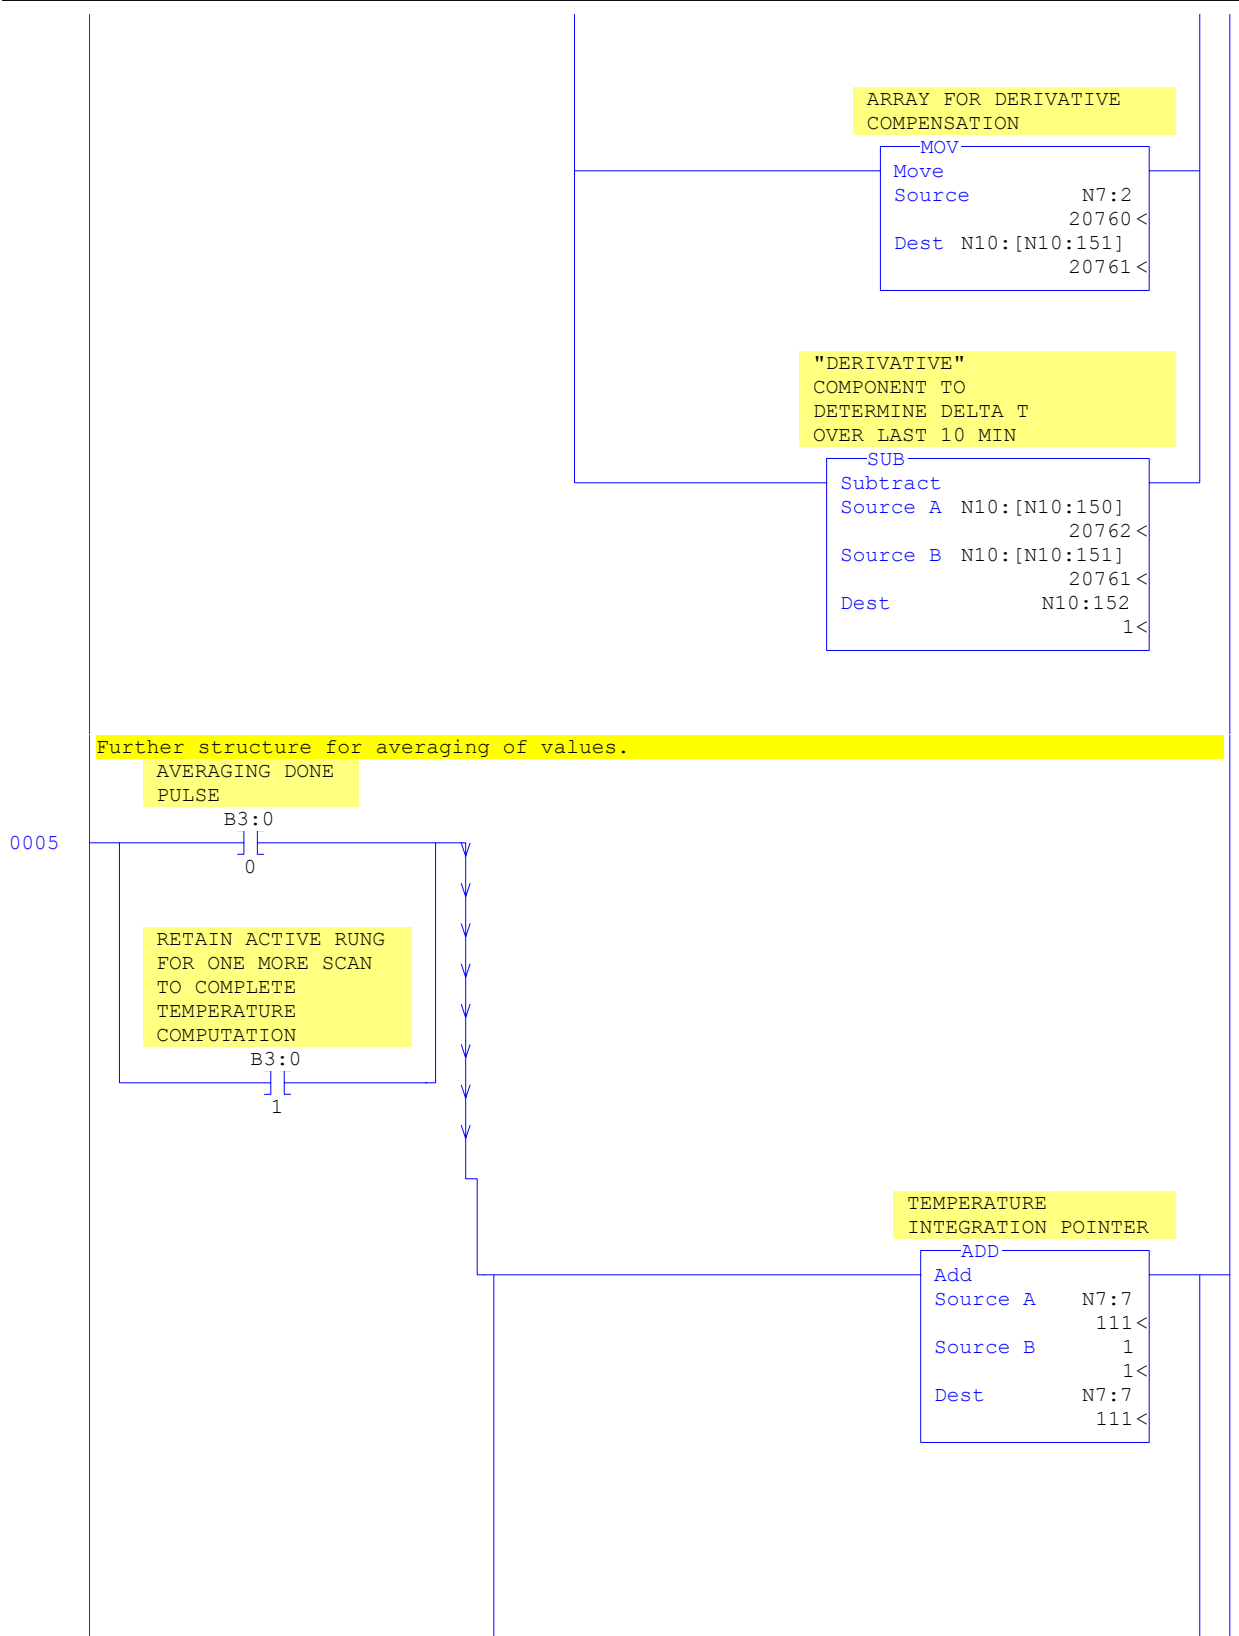 ARRAY FOR DERIVATIVE
COMPENSATION
MOV
Move
Source N7:2
20760<
Dest N10:[N10:151]
20761<
"DERIVATIVE"
COMPONENT TO
DETERMINE DELTA T
OVER LAST 10 MIN
SUB
Subtract
Source A N10:[N10:150]
20762<
Source B N10:[N10:151]
20761<
Dest N10:152
1<
Further structure for averaging of values.
AVERAGING DONE
PULSE
B3:0
0005
0
RETAIN ACTIVE RUNG
FOR ONE MORE SCAN
TO COMPLETE
TEMPERATURE
COMPUTATION
B3:0
1
TEMPERATURE
INTEGRATION POINTER
ADD
Add
Source A N7:7
111<
Source B 1
1<
Dest N7:7
111<